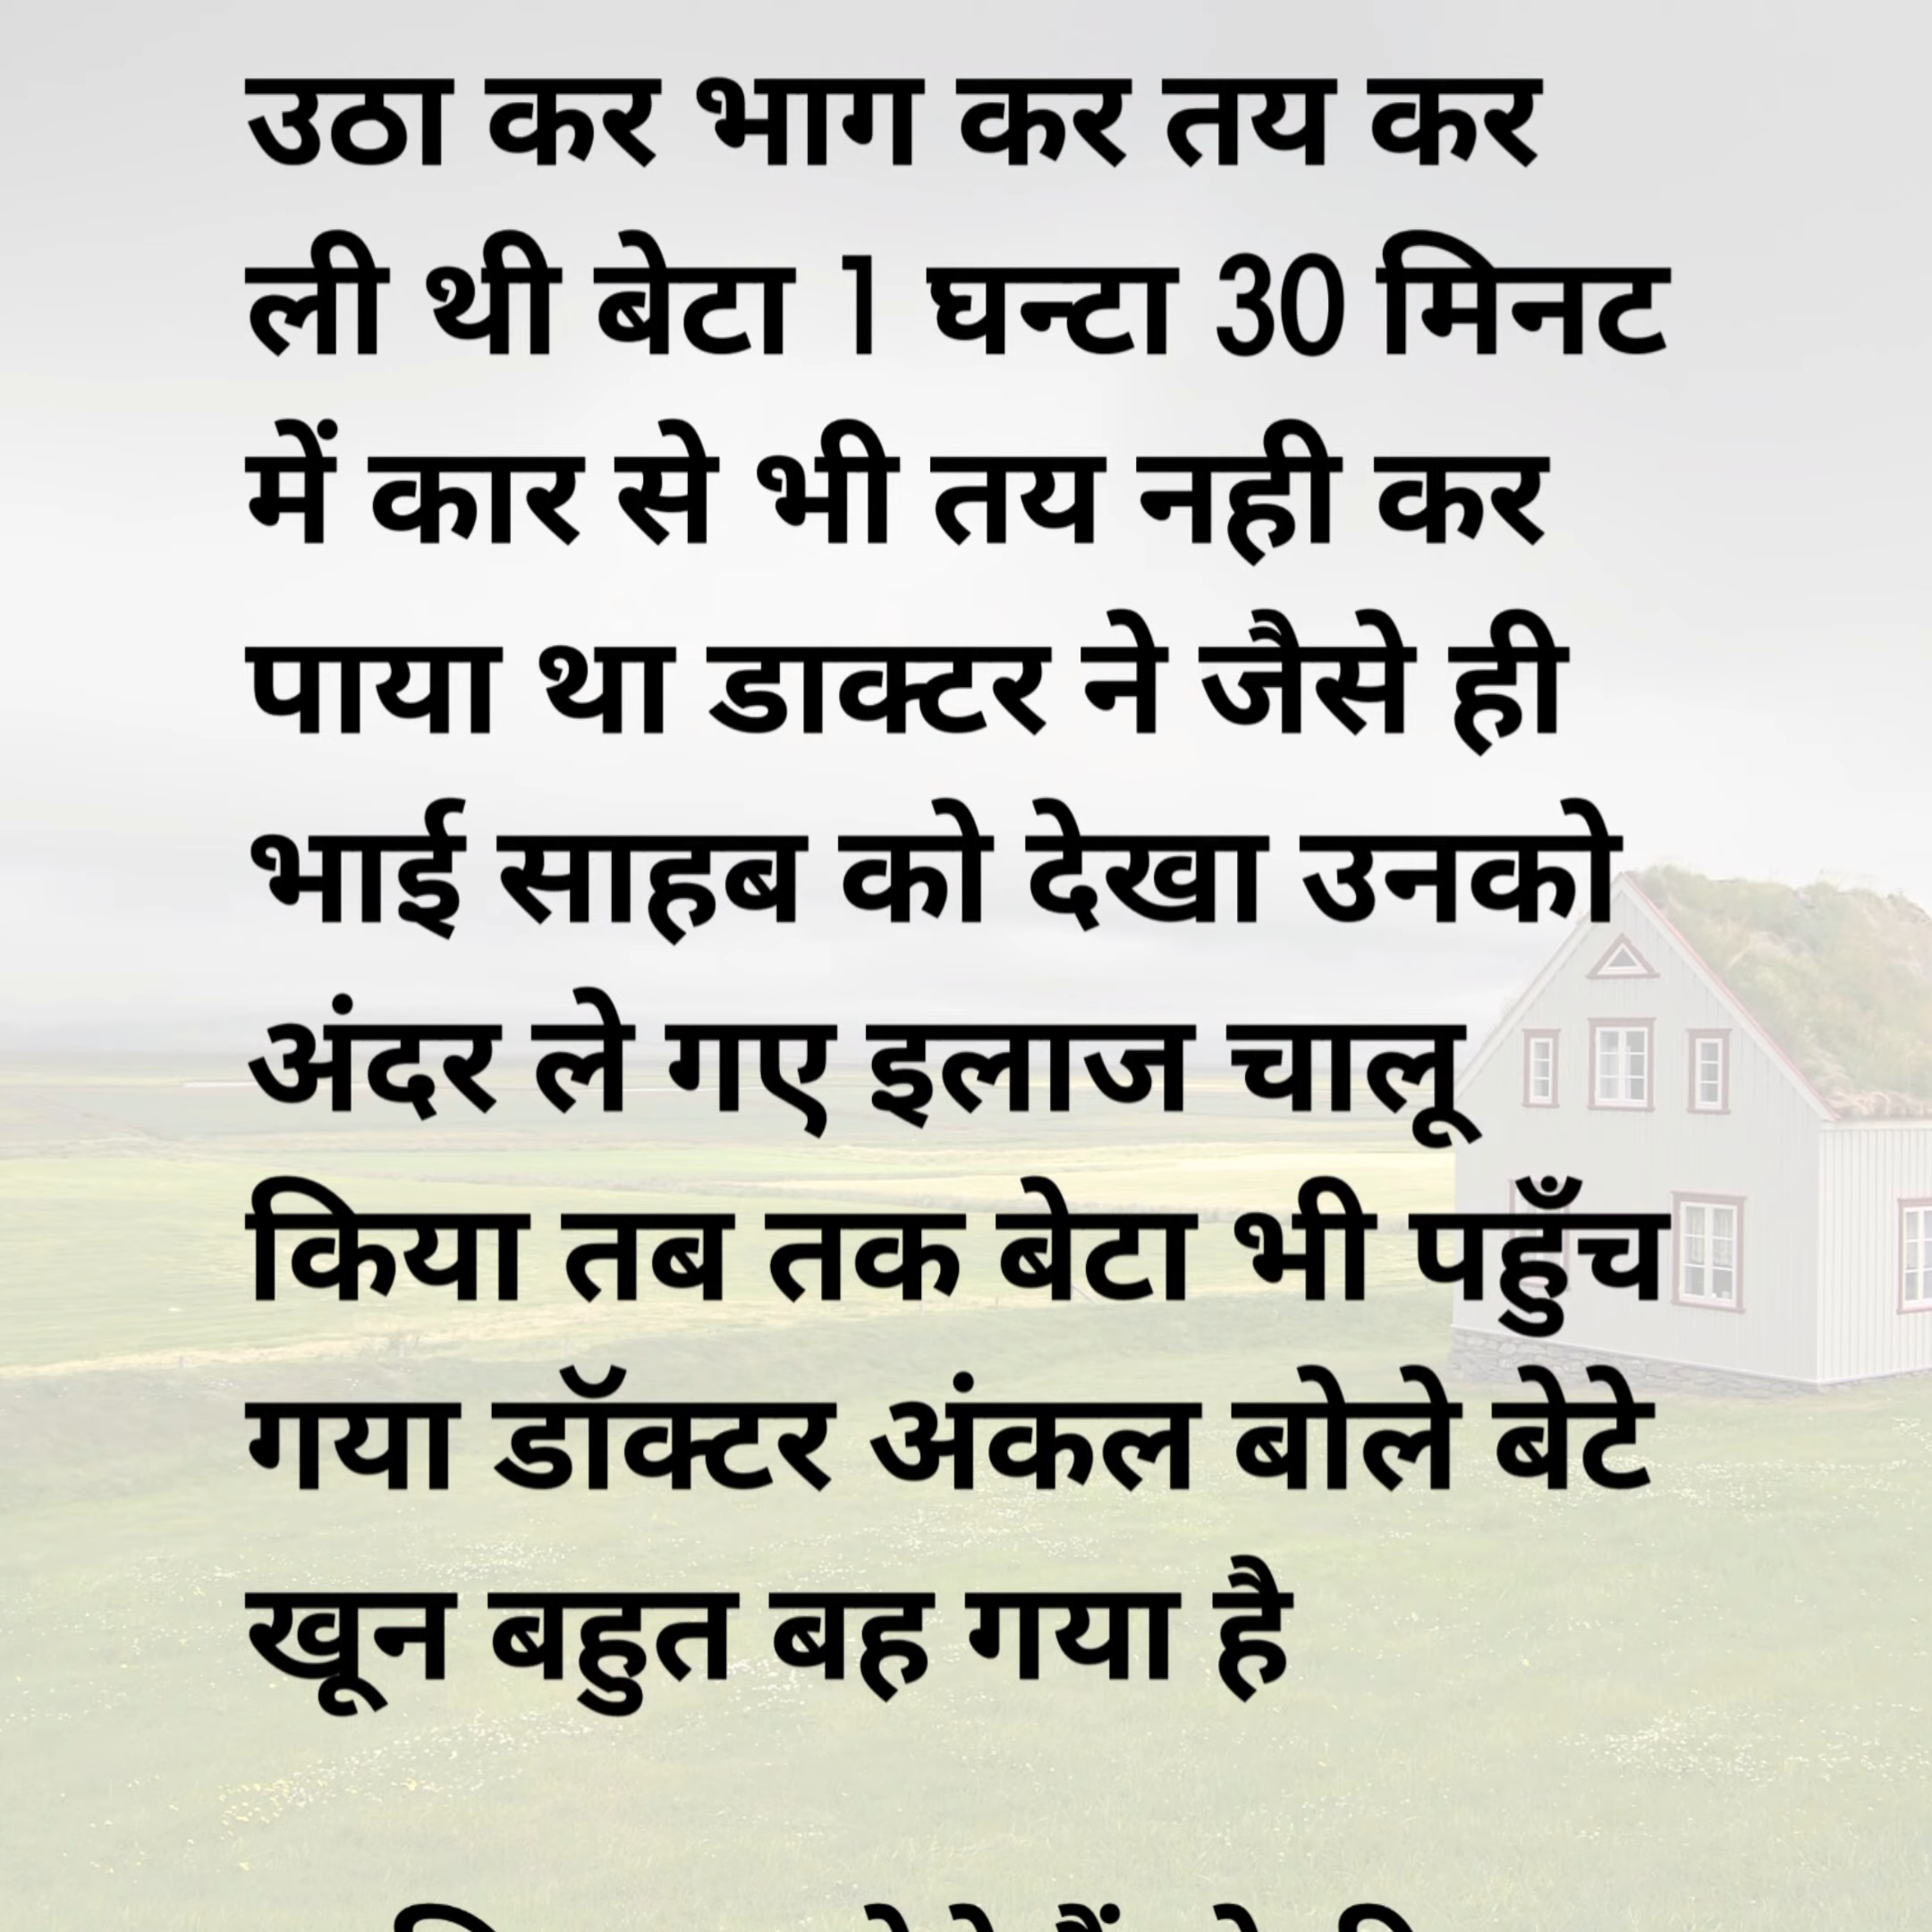 उठा कर भाग कर तय कर
ली थी बेटा 1 घन्टा 30 मिनट
में कार से भी तय नही कर
पाया था डाक्टर ने जैसे ही
भाई साहब को देखा उनको
अंदर ले गए इलाज चालू
किया तब तक बेटा भी पहुँच
गया डॉक्टर अंकल बोले बेटे
खून बहुत बह गया है